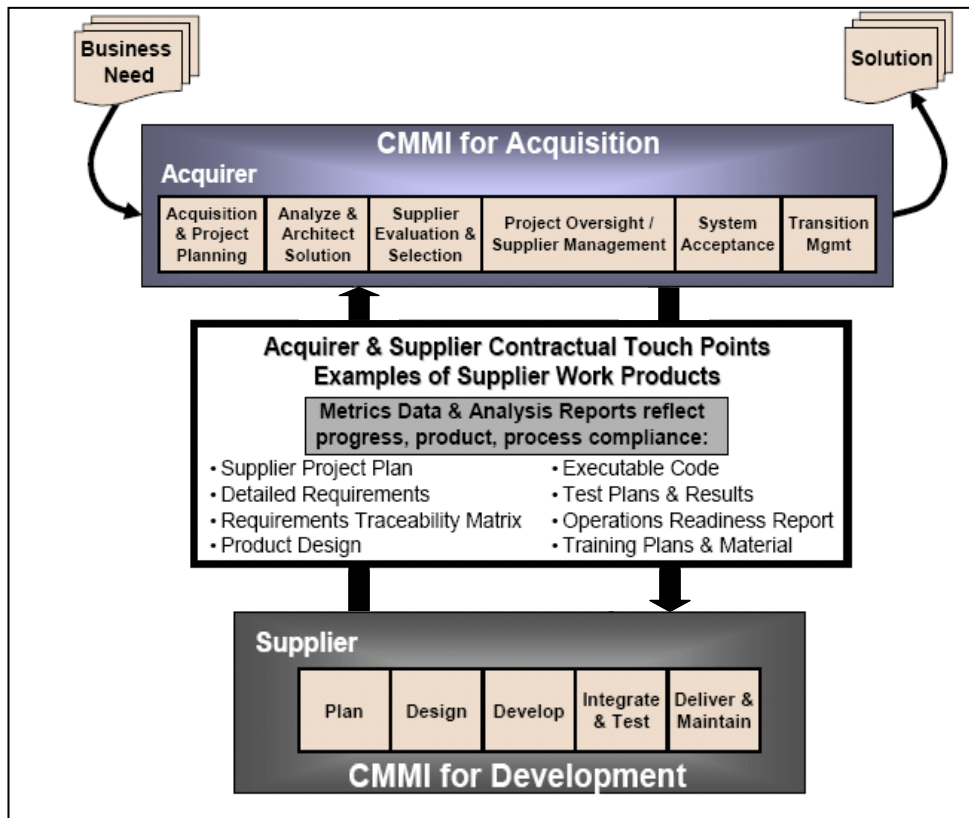 Business
Need
Solution
CMMI for Acquisition
Acquirer
Acquisition
& Project
Planning
Analyze &
Architect
Solution
Supplier
Evaluation &
Selection
Project Oversight /
Supplier Management
System
Acceptance
Transition
Mgmt
Acquirer & Supplier Contractual Touch Points
Examples of Supplier Work Products
Metrics Data & Analysis Reports reflect
progress, product, process compliance:
• Supplier Project Plan
• Detailed Requirements
• Requirements Traceability Matrix
• Product Design
• Executable Code
• Test Plans & Results
• Operations Readiness Report
• Training Plans & Material
Supplier
Plan
Design
Develop
Integrate
& Test
Deliver &
Maintain
CMMI for Development